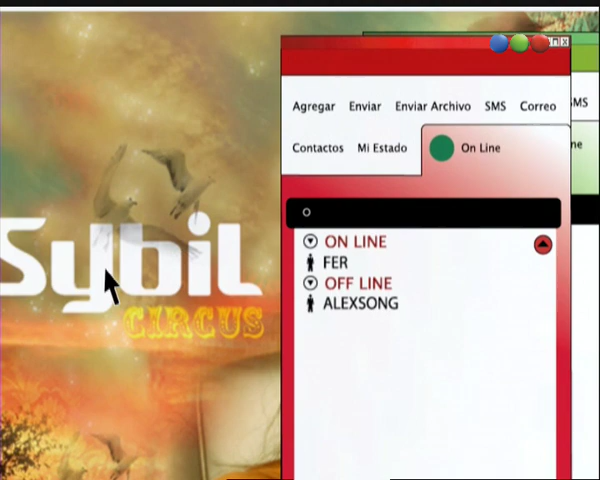 Agregar Enviar Enviar Archivo SMS Correo
Contactos Mi Estado On Line
ON LINE
FER
OFF LINE
ALEXSONG
SybiL
CIRCUS